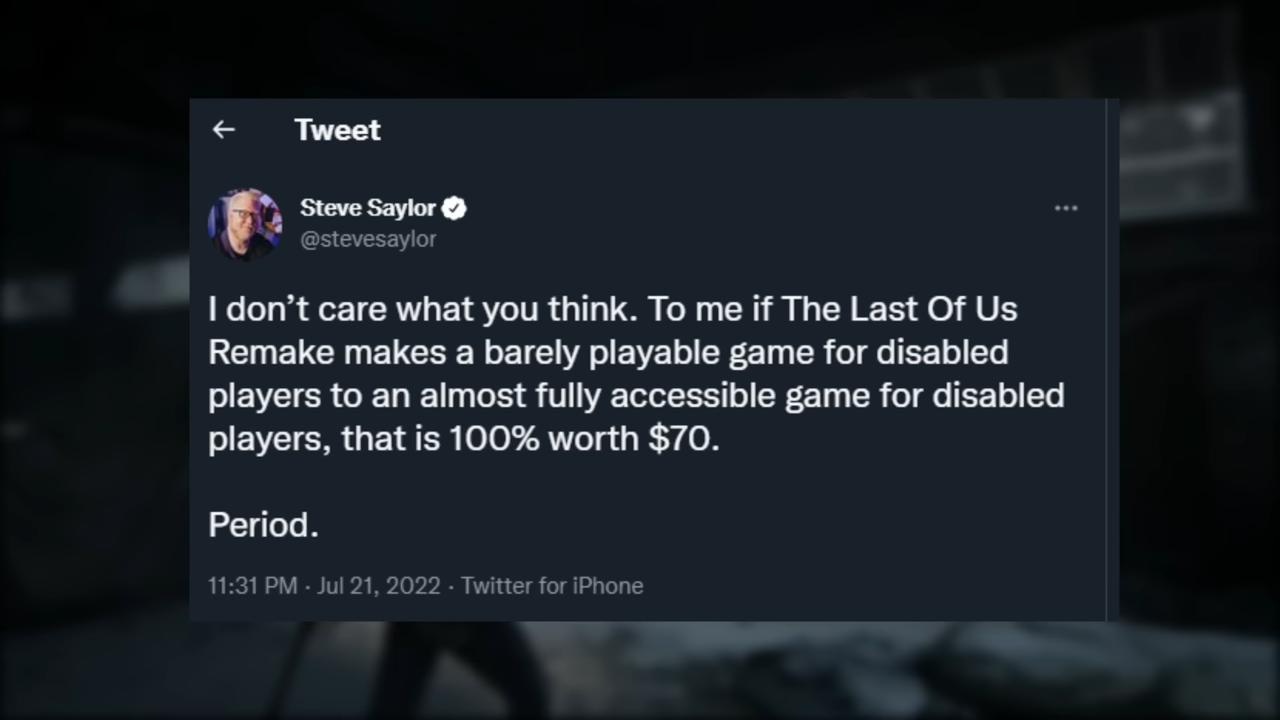 Tweet
Steve Saylor
@stevesaylor
I don’t care what you think. To me if The Last Of Us
Remake makes a barely playable game for disabled
players to an almost fully accessible game for disabled
players, that is 100% worth $70.
Period.
11:31 PM · Jul 21, 2022 · Twitter for iPhone